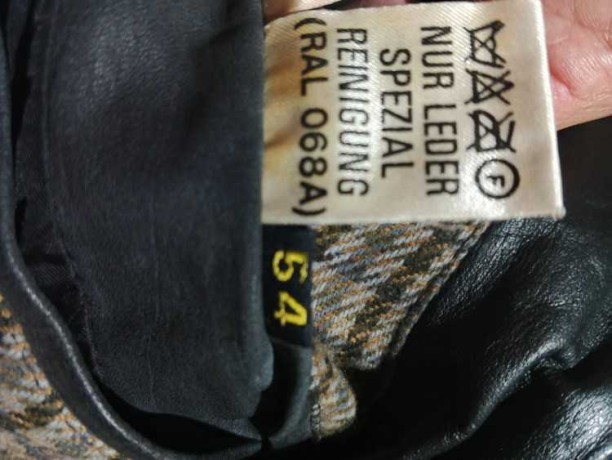 F
NUR LEDER
SPEZIAL
REINIGUNG
(RAL 068A)
54